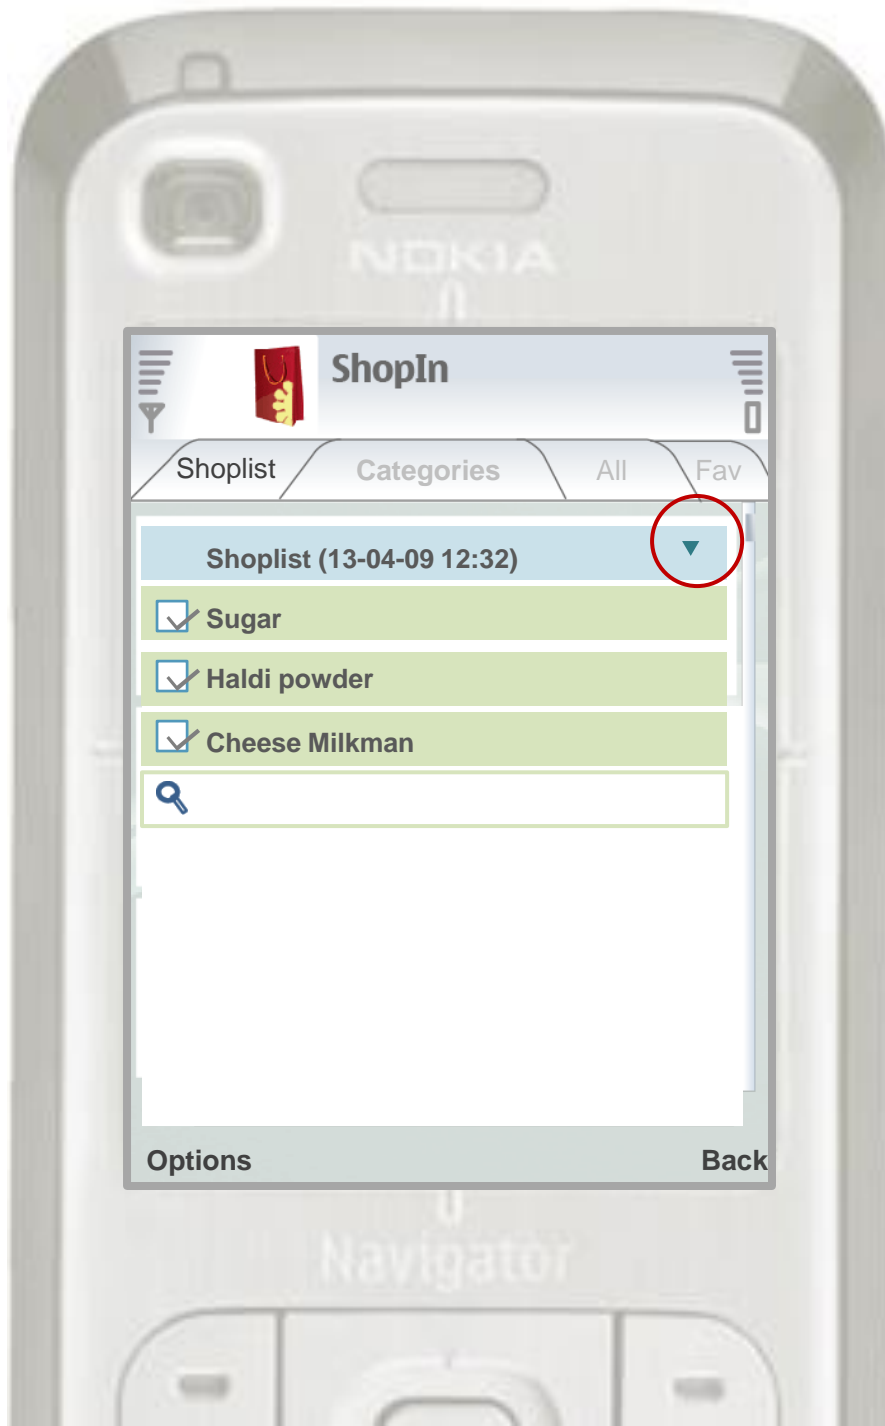 NOKIA
ShopIn
Shoplist Categories All Fav
Shoplist (13-04-09 12:32)
Sugar
Haldi powder
Cheese Milkman
Options Back
Navigator